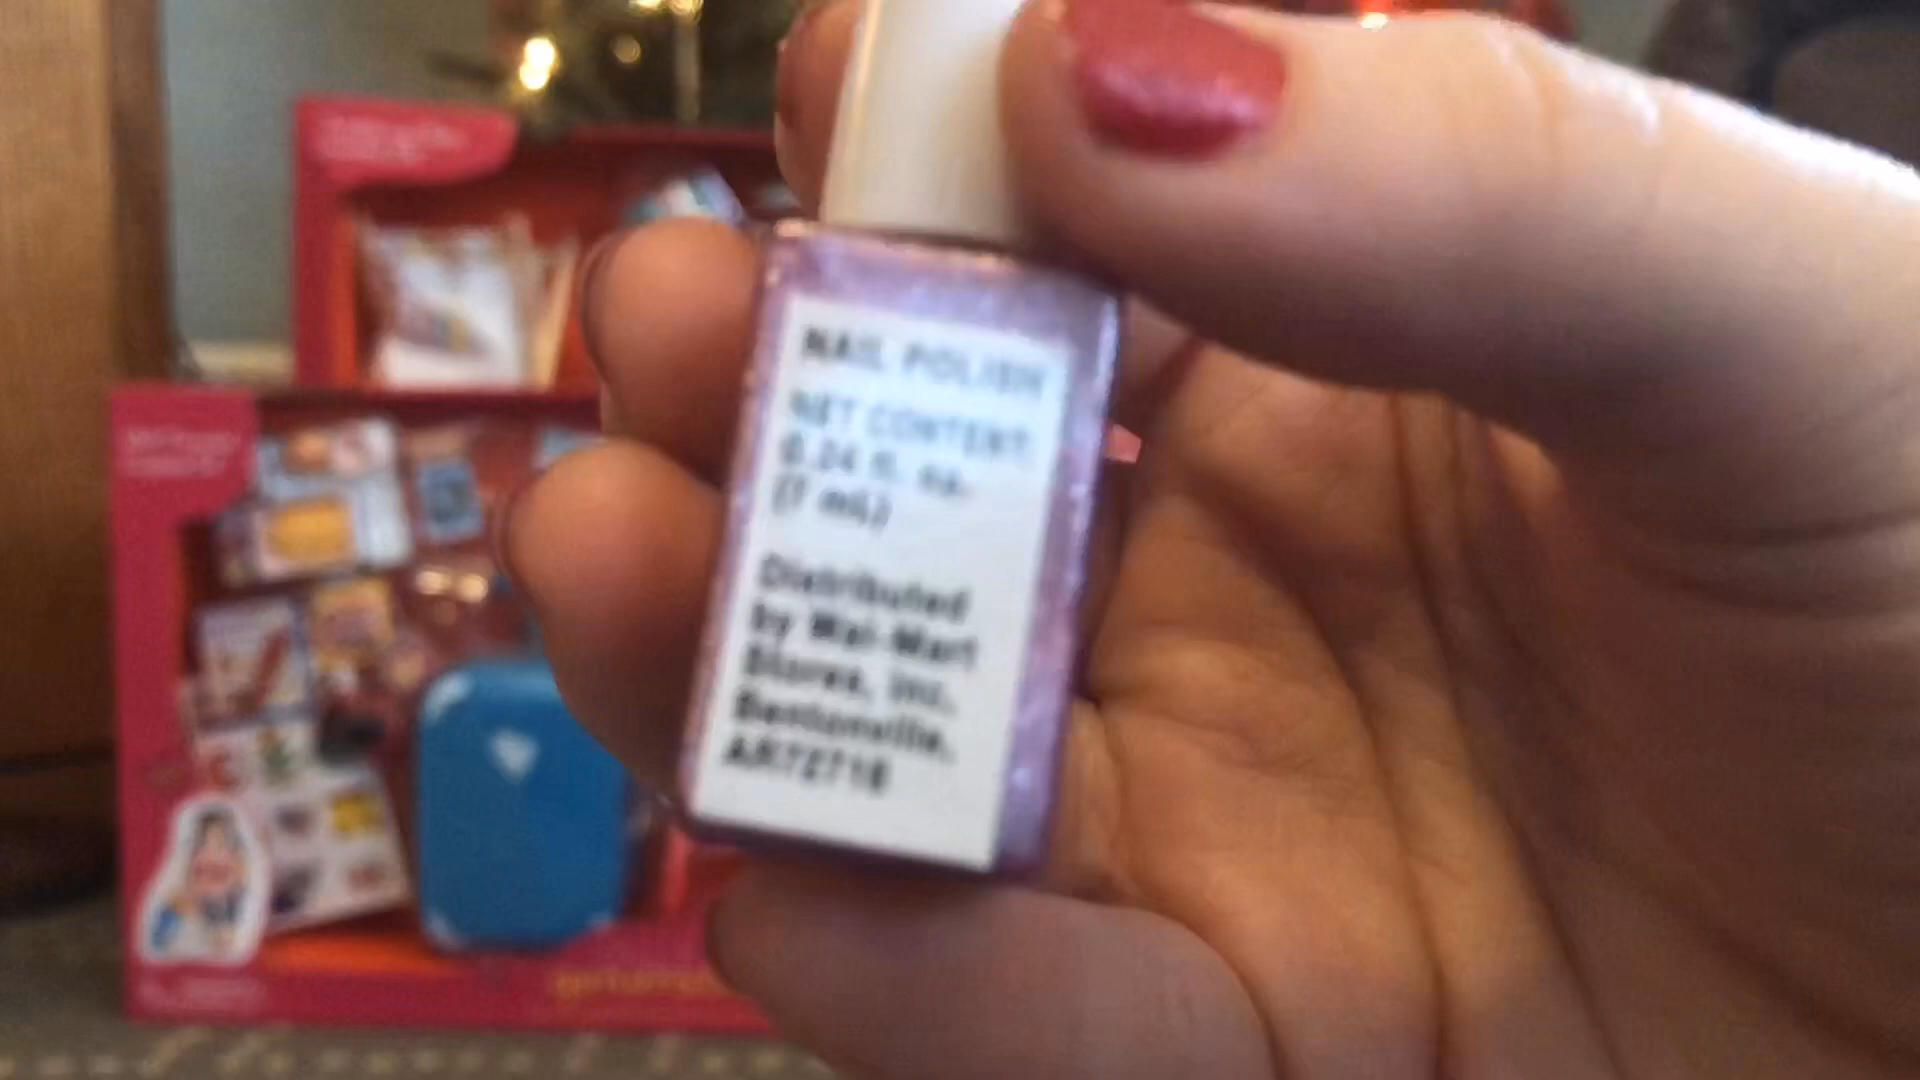 NAIL POLISH
NET CONTENT:
0.24 fl. oz.
(7 mL)
Distributed
by Wal-Mart
Stores, Inc.
Bentonville,
AR72716